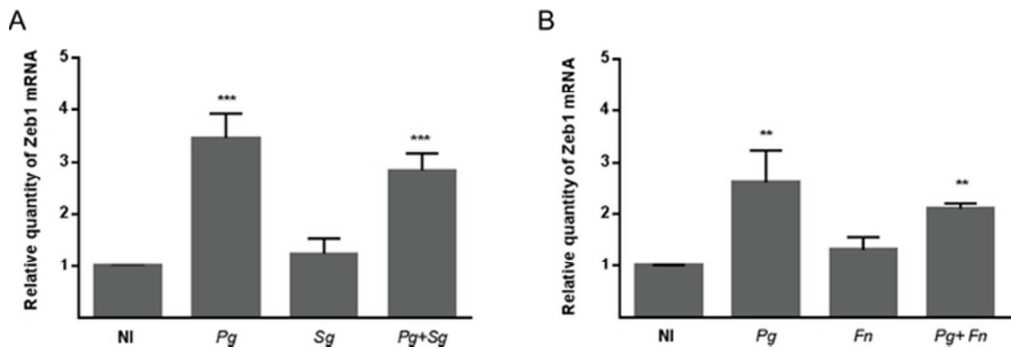 A
Relative quantity of Zeb1 mRNA
5
4
3
2
1
***
***
NI Pg Sg Pg+Sg
B
Relative quantity of Zeb1 mRNA
5
4
3
2
1
**
**
NI Pg Fn Pg+Fn